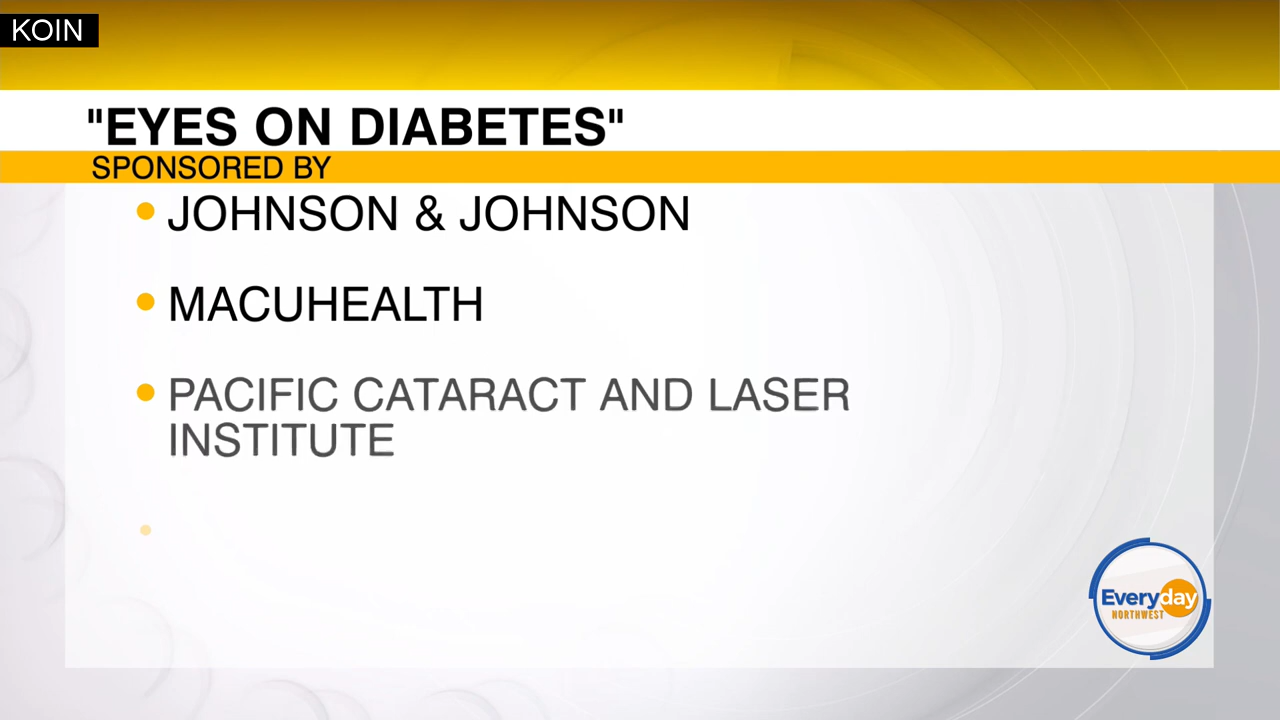 KOIN
"EYES ON DIABETES"
SPONSORED BY
JOHNSON & JOHNSON
MACUHEALTH
PACIFIC CATARACT AND LASER
INSTITUTE
Everyday
NORTHWEST